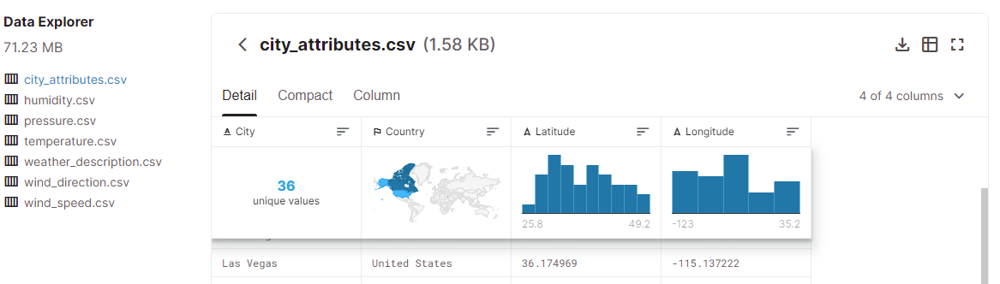 Data Explorer
71.23 MB
city_attributes.csv
humidity.csv
pressure.csv
temperature.csv
weather_description.csv
wind_direction.csv
wind_speed.csv
city_attributes.csv (1.58 KB)
Detail Compact Column 4 of 4 columns
City Country Latitude Longitude
36
unique values
25.8 49.2 -123 35.2
Las Vegas United States 36.174969 -115.137222